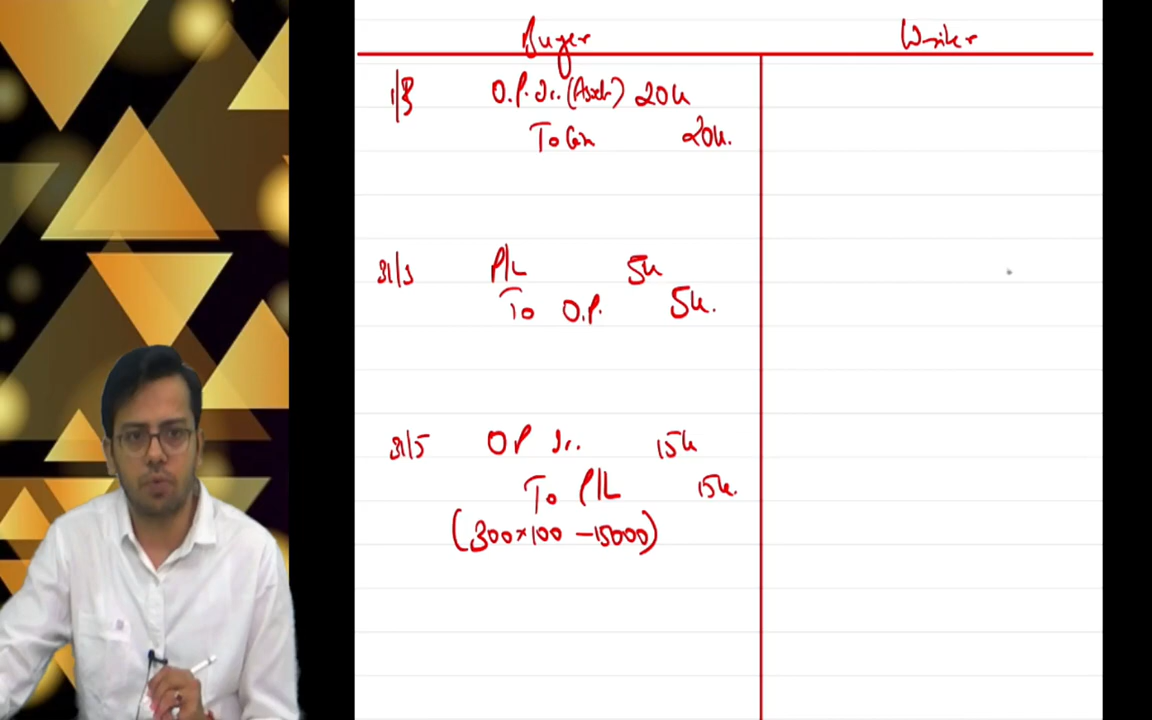 Buyer
Writer
1/3 O.P. Dr. (Asset) 20k
To Cash 20k.
31/3 P/L 5k
To O.P. 5k.
31/5 OP Dr. 15k
To P/L 15k.
(300×100 - 15000)